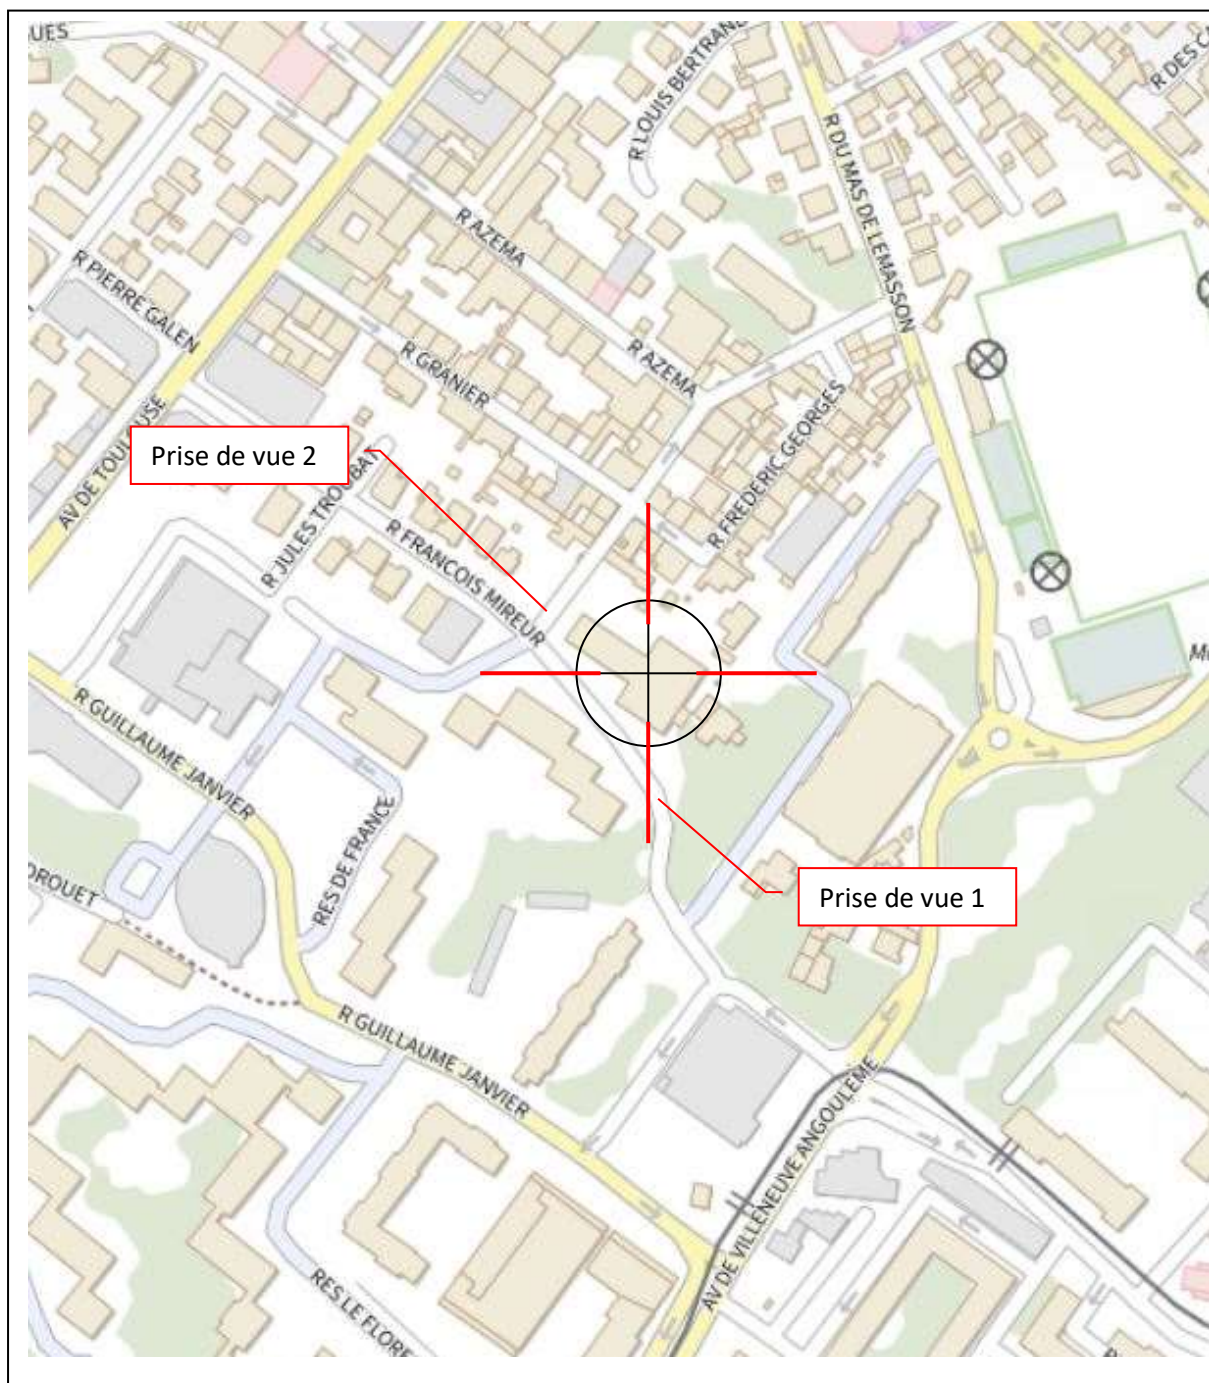 UES
R LOUIS BERTRAND
R DES CA
R DU MAS DE LEMASSON
R AZEMA
R PIERRE GALEN
R GRANIER
R AZEMA
AV DE TOULOUSE
Prise de vue 2
R FREDERIC GEORGES
R JULES TROUBAT
R FRANCOIS MIREUR
R GUILLAUME JANVIER
RES DE FRANCE
DROUET
Prise de vue 1
R GUILLAUME JANVIER
AV DE VILLENEUVE ANGOULEME
RES LE FLORE